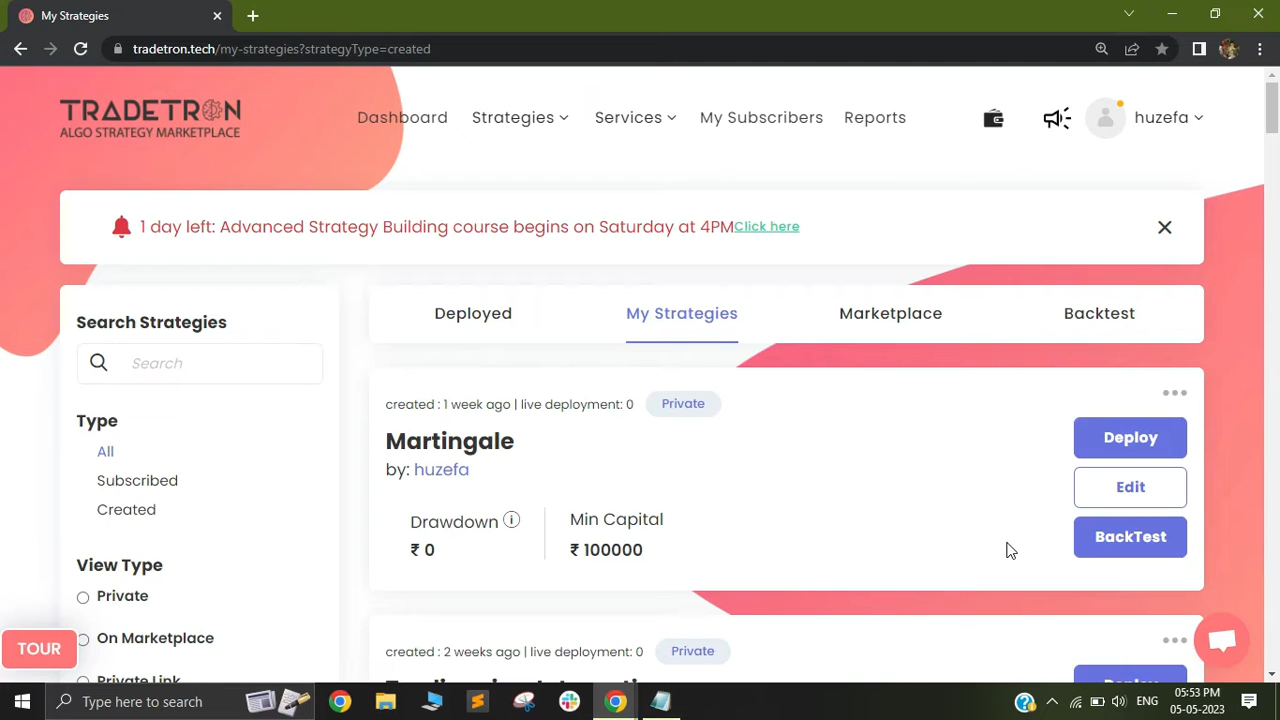 My Strategies
tradetron.tech/my-strategies?strategyType=created
TRADETRON
ALGO STRATEGY MARKETPLACE
Dashboard
Strategies
Services
My Subscribers
Reports
huzefa
1 day left: Advanced Strategy Building course begins on Saturday at 4PMClick here
Search Strategies
Search
Type
All
Subscribed
Created
View Type
Private
On Marketplace
Private Link
TOUR
Deployed
My Strategies
Marketplace
Backtest
created : 1 week ago | live deployment: 0
Private
Martingale
by: huzefa
Drawdown
₹ 0
Min Capital
₹ 100000
Deploy
Edit
BackTest
created : 2 weeks ago | live deployment: 0
Private
Deploy
Type here to search
ENG
05:53 PM
05-05-2023